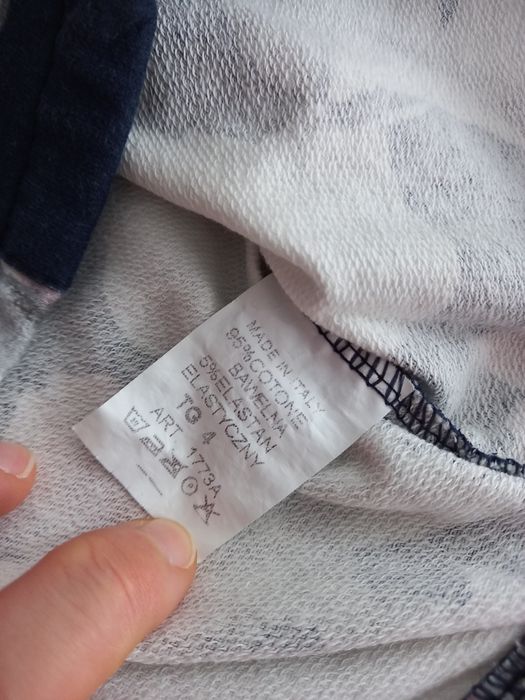 MADE IN ITALY
95%COTONE
BAWEŁNA
5%ELASTAN
ELASTYCZNY
TG 4
ART 1773A